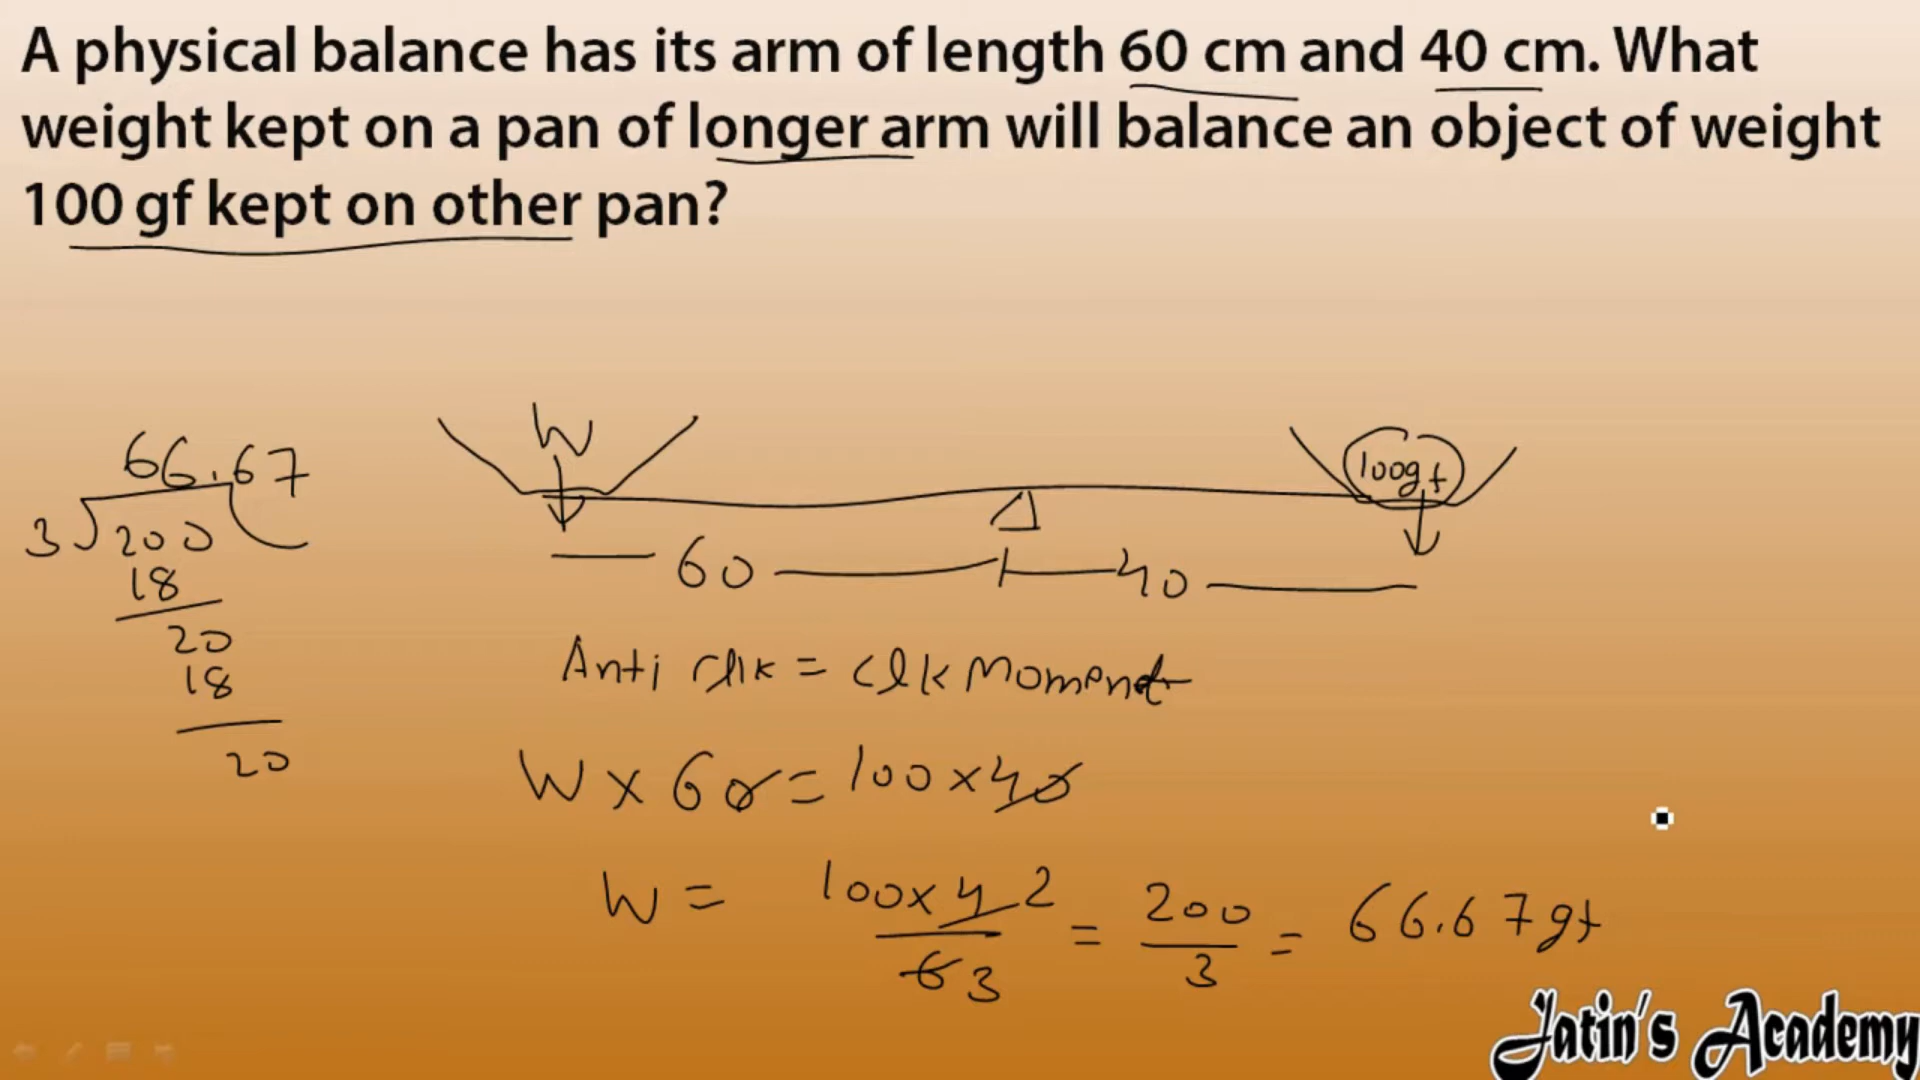 A physical balance has its arm of length 60 cm and 40 cm. What
weight kept on a pan of longer arm will balance an object of weight
100 gf kept on other pan?
66.67
3 200
18
20
18
20
W
100gf
60 40
Anti clk = clk Moment
W x 60 = 100 x 40
W = 100 x 4 2 / 6 3 = 200 / 3 = 66.67 gf
Jatin's Academy